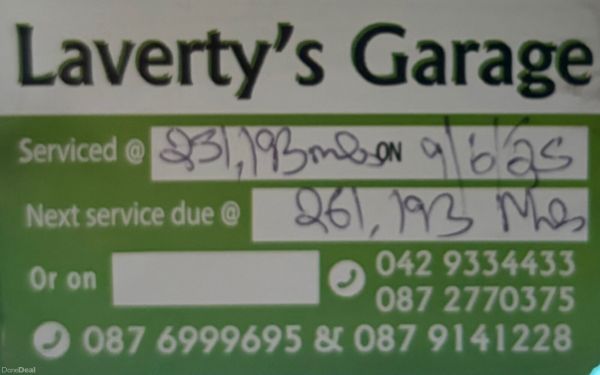 Laverty's Garage
Serviced @ 231,193 mls ON 9/6/25
Next service due @ 261,193 Mls
Or on 042 9334433
087 2770375
087 6999695 & 087 9141228
DoneDeal